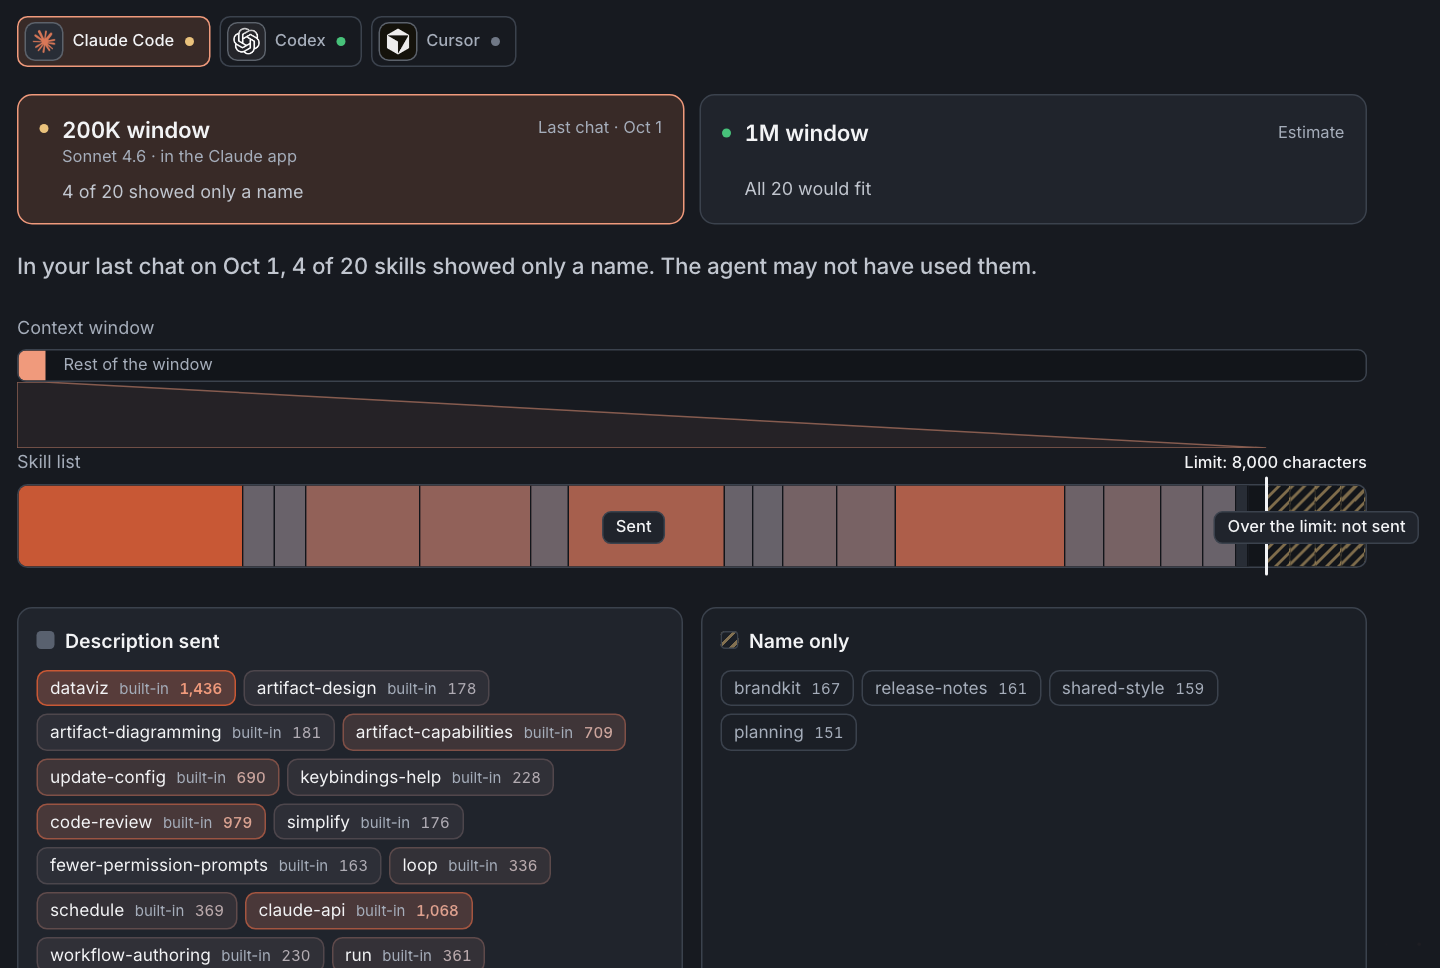 Claude Code
Codex
Cursor
200K window
Last chat · Oct 1
Sonnet 4.6 · in the Claude app
4 of 20 showed only a name
1M window
Estimate
All 20 would fit
In your last chat on Oct 1, 4 of 20 skills showed only a name. The agent may not have used them.
Context window
Rest of the window
Skill list
Limit: 8,000 characters
Sent
Over the limit: not sent
Description sent
dataviz built-in 1,436
artifact-design built-in 178
artifact-diagramming built-in 181
artifact-capabilities built-in 709
update-config built-in 690
keybindings-help built-in 228
code-review built-in 979
simplify built-in 176
fewer-permission-prompts built-in 163
loop built-in 336
schedule built-in 369
claude-api built-in 1,068
workflow-authoring built-in 230
run built-in 361
Name only
brandkit 167
release-notes 161
shared-style 159
planning 151